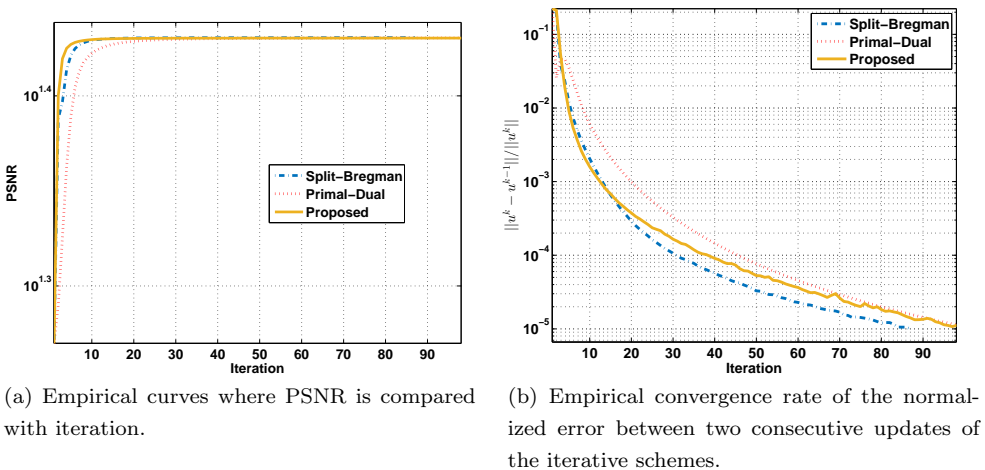 10^1.4
10^1.3
PSNR
Split−Bregman
Primal−Dual
Proposed
10 20 30 40 50 60 70 80 90
Iteration
(a) Empirical curves where PSNR is compared
with iteration.
10^−1
10^−2
10^−3
10^−4
10^−5
||u^k − u^{k−1}||/||u^k||
Split−Bregman
Primal−Dual
Proposed
10 20 30 40 50 60 70 80 90
Iteration
(b) Empirical convergence rate of the normal-
ized error between two consecutive updates of
the iterative schemes.